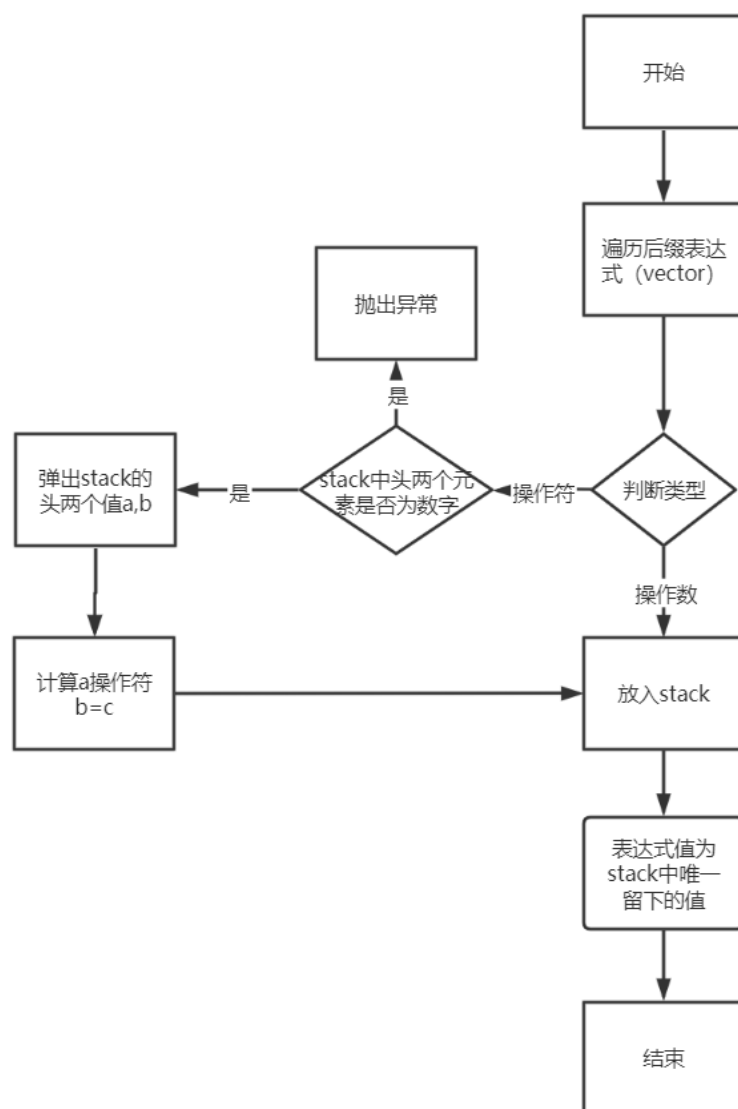 开始
遍历后缀表达
式（vector）
抛出异常
是
弹出stack的
头两个值a,b
是
stack中头两个元
素是否为数字
操作符
判断类型
操作数
计算a操作符
b=c
放入stack
表达式值为
stack中唯一
留下的值
结束